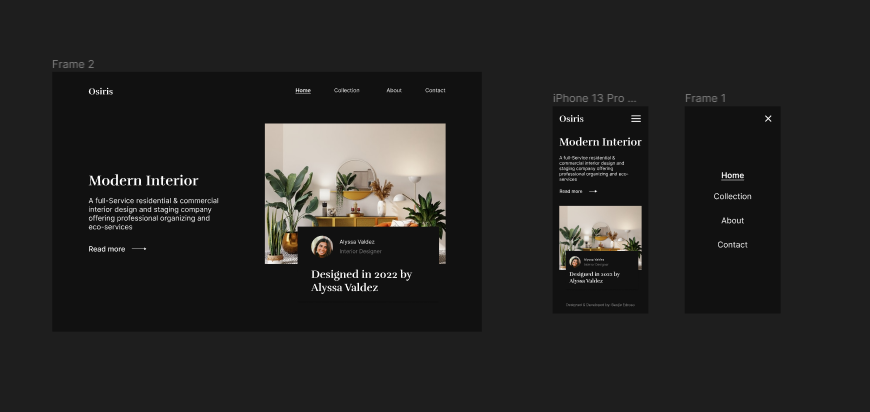 Frame 2
Osiris
Home Collection About Contact
Modern Interior
A full-Service residential & commercial
interior design and staging company
offering professional organizing and
eco-services
Read more
Alyssa Valdez
Interior Designer
Designed in 2022 by
Alyssa Valdez
iPhone 13 Pro ...
Osiris
Modern Interior
A full-Service residential &
commercial interior design and
staging company offering
professional organizing and eco-
services
Read more
Alyssa Valdez
Interior Designer
Designed in 2022 by
Alyssa Valdez
Designed & Developed by
Frame 1
Home
Collection
About
Contact